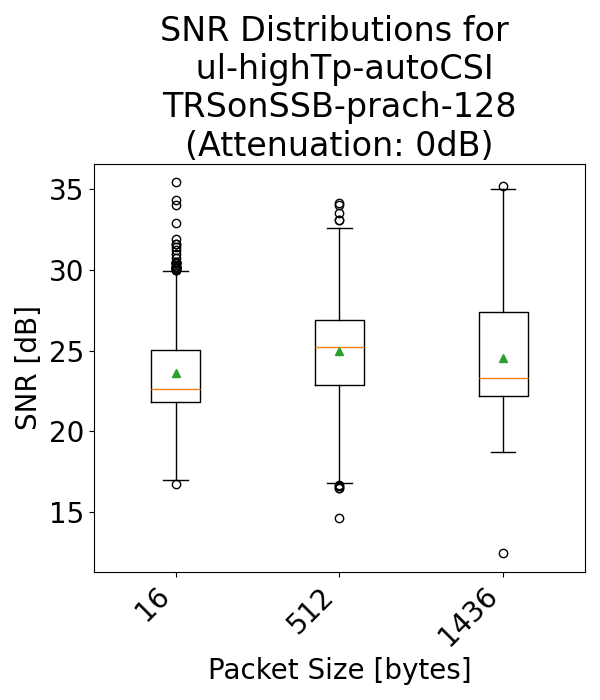 SNR Distributions for
ul-highTp-autoCSI
TRSonSSB-prach-128
(Attenuation: 0dB)
35
30
25
20
15
SNR [dB]
16
512
1436
Packet Size [bytes]